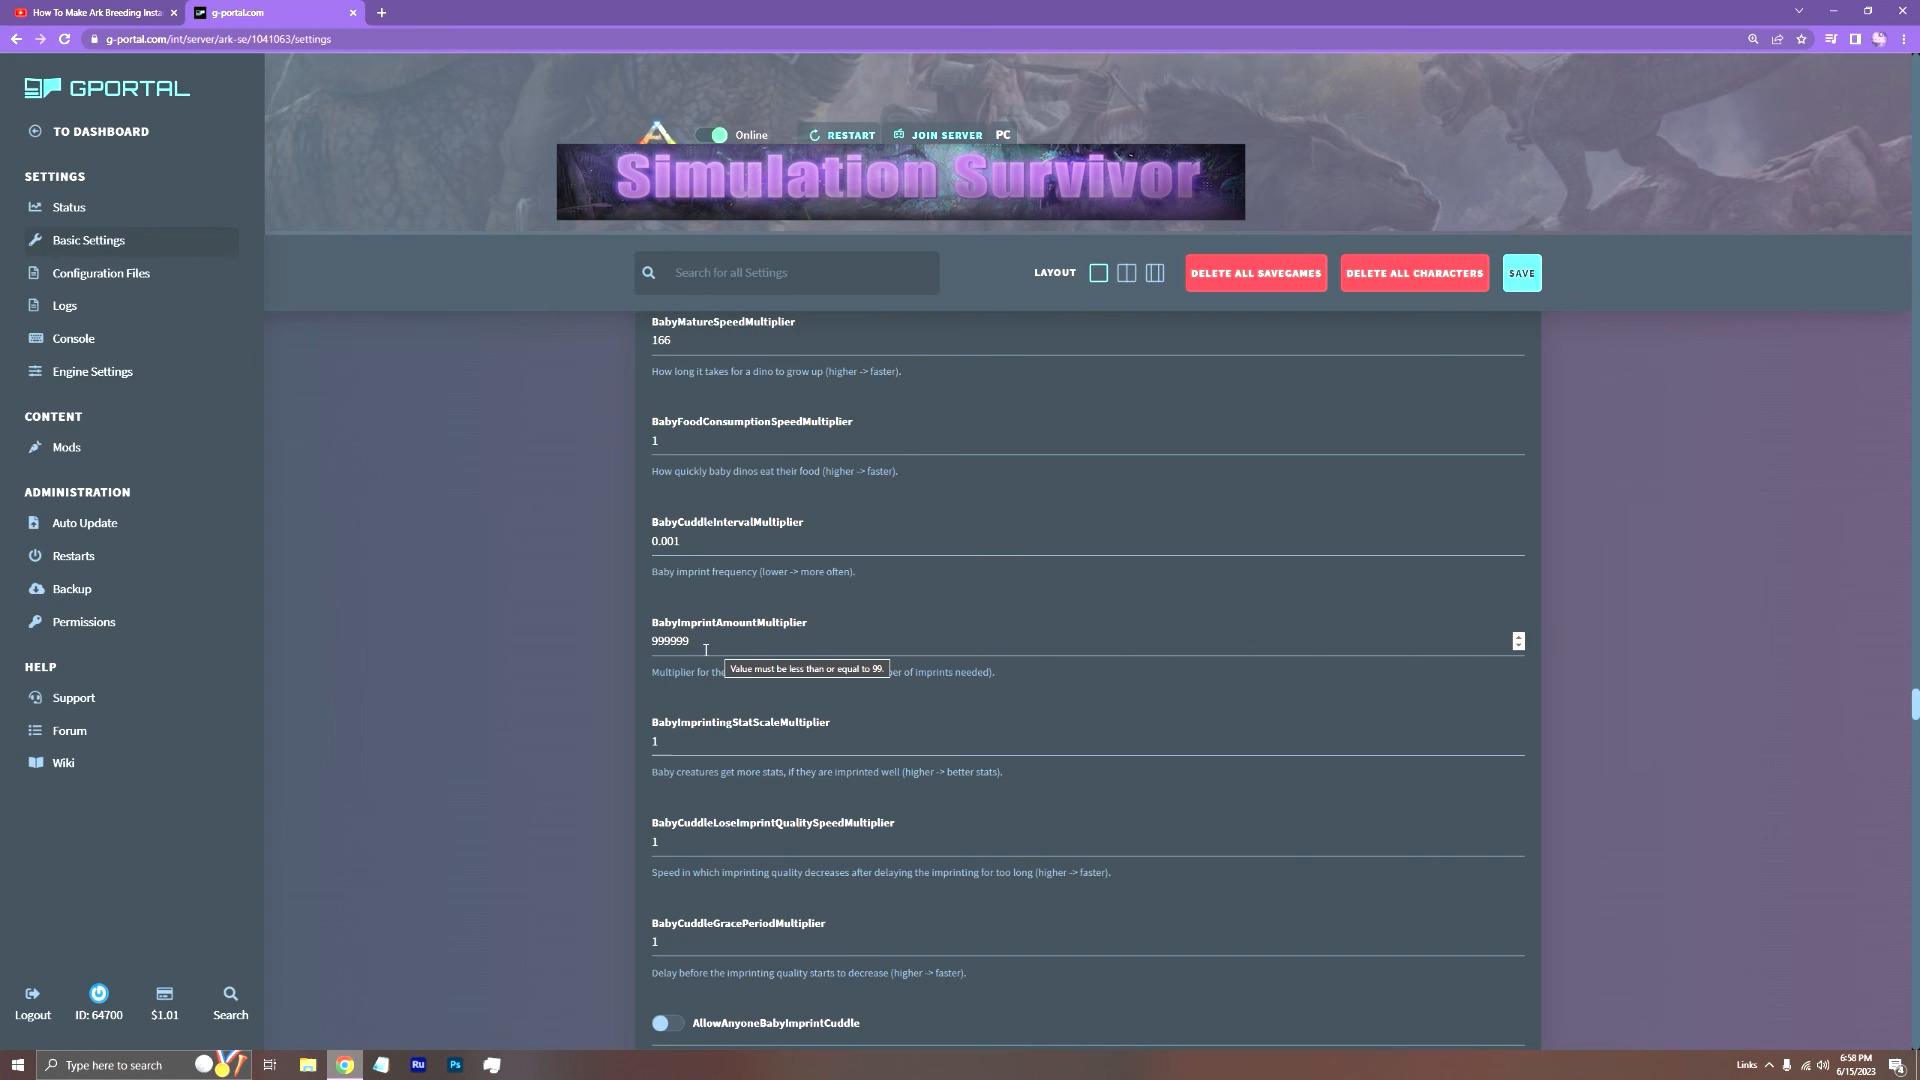 How To Make Ark Breeding Insta
g-portal.com
g-portal.com/int/server/ark-se/1041063/settings
GPORTAL
TO DASHBOARD
SETTINGS
Status
Basic Settings
Configuration Files
Logs
Console
Engine Settings
CONTENT
Mods
ADMINISTRATION
Auto Update
Restarts
Backup
Permissions
HELP
Support
Forum
Wiki
Logout
ID: 64700
$1.01
Search
Online
RESTART
JOIN SERVER
PC
Simulation Survivor
Search for all Settings
LAYOUT
DELETE ALL SAVEGAMES
DELETE ALL CHARACTERS
SAVE
BabyMatureSpeedMultiplier
166
How long it takes for a dino to grow up (higher -> faster).
BabyFoodConsumptionSpeedMultiplier
1
How quickly baby dinos eat their food (higher -> faster).
BabyCuddleIntervalMultiplier
0.001
Baby imprint frequency (lower -> more often).
BabyImprintAmountMultiplier
999999
Value must be less than or equal to 99.
Multiplier for the
of imprints needed).
BabyImprintingStatScaleMultiplier
1
Baby creatures get more stats, if they are imprinted well (higher -> better stats).
BabyCuddleLoseImprintQualitySpeedMultiplier
1
Speed in which imprinting quality decreases after delaying the imprinting for too long (higher -> faster).
BabyCuddleGracePeriodMultiplier
1
Delay before the imprinting quality starts to decrease (higher -> faster).
AllowAnyoneBabyImprintCuddle
Type here to search
Ru
Ps
Links
6:58 PM
6/15/2023
4